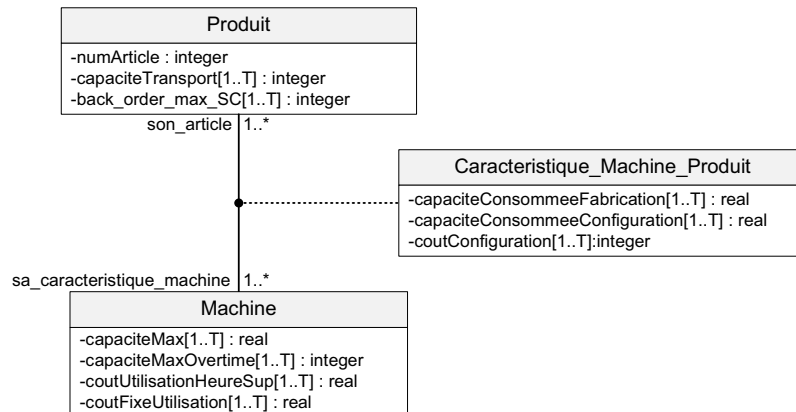 Produit
-numArticle : integer
-capaciteTransport[1..T] : integer
-back_order_max_SC[1..T] : integer
son_article 1..*
Caracteristique_Machine_Produit
-capaciteConsommeeFabrication[1..T] : real
-capaciteConsommeeConfiguration[1..T] : real
-coutConfiguration[1..T]:integer
sa_caracteristique_machine 1..*
Machine
-capaciteMax[1..T] : real
-capaciteMaxOvertime[1..T] : integer
-coutUtilisationHeureSup[1..T] : real
-coutFixeUtilisation[1..T] : real